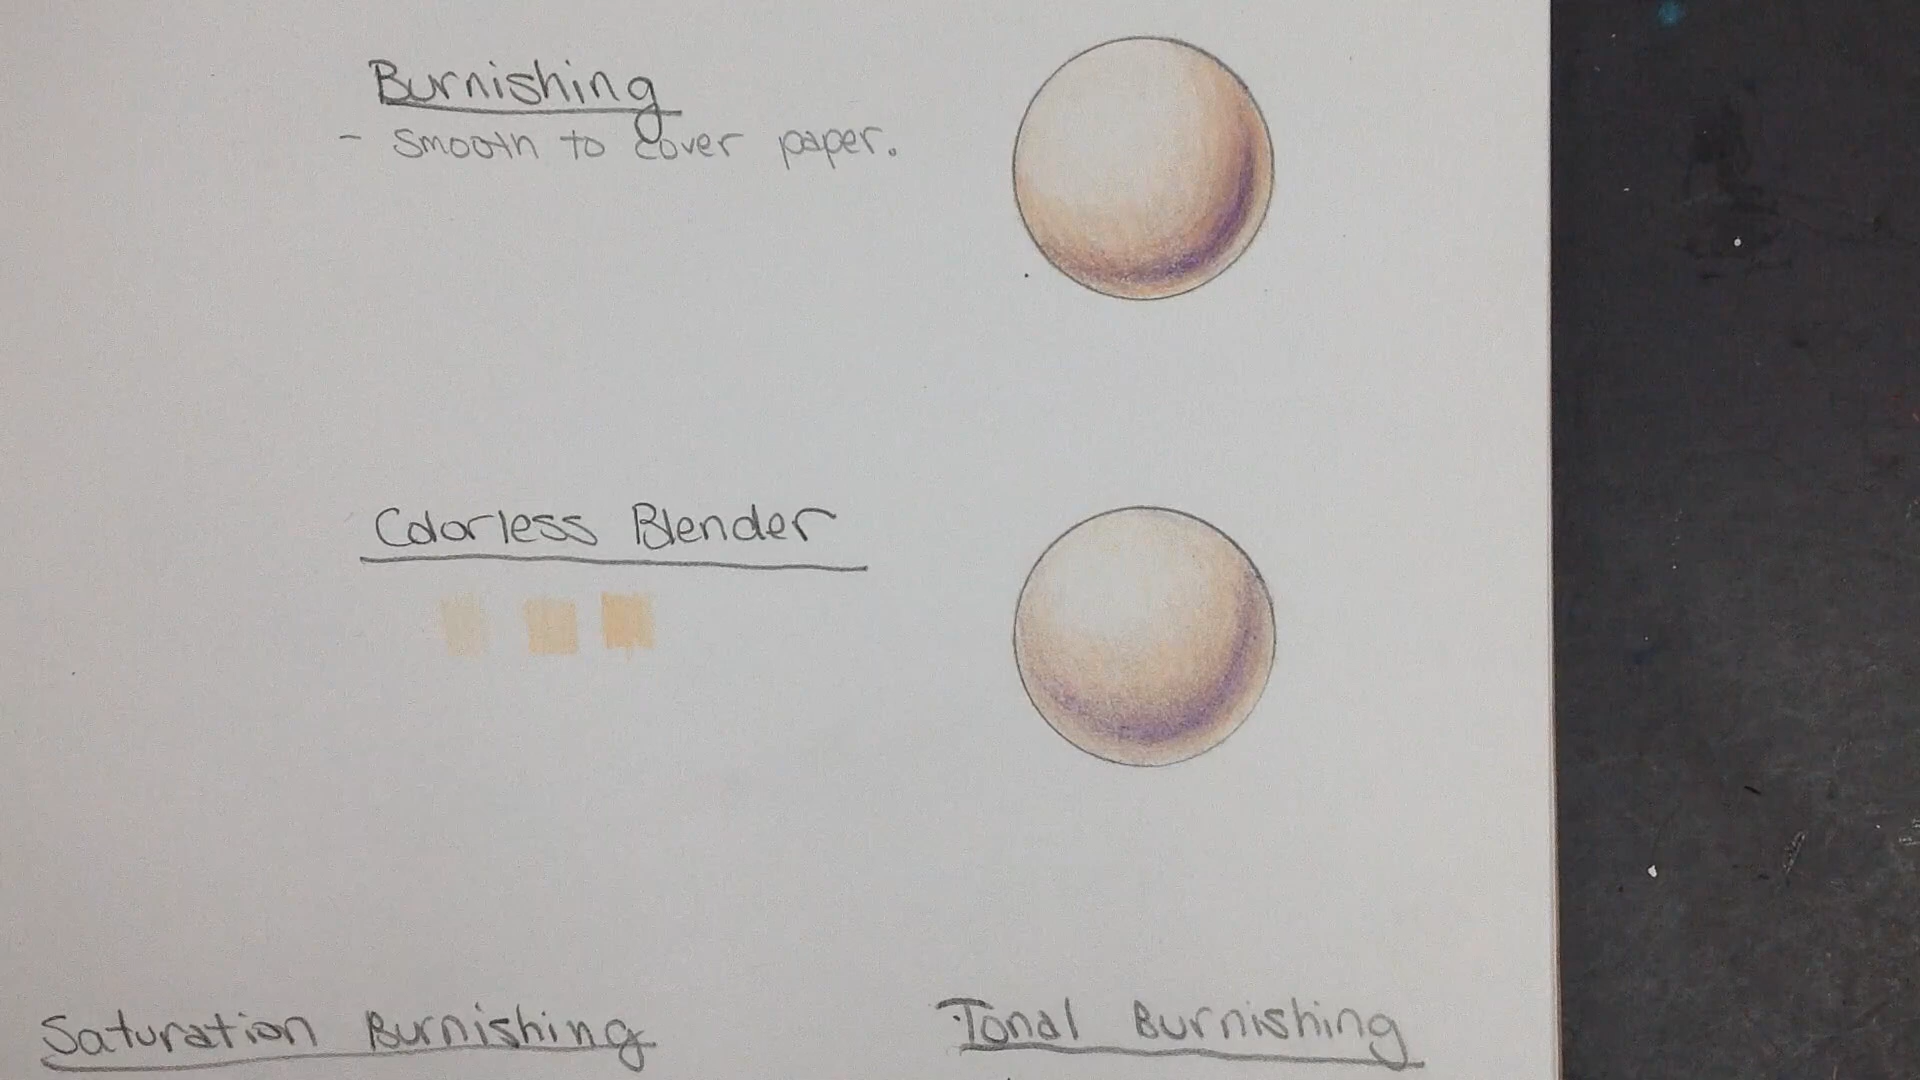 Burnishing
- Smooth to cover paper.
Colorless Blender
Saturation Burnishing
Tonal Burnishing